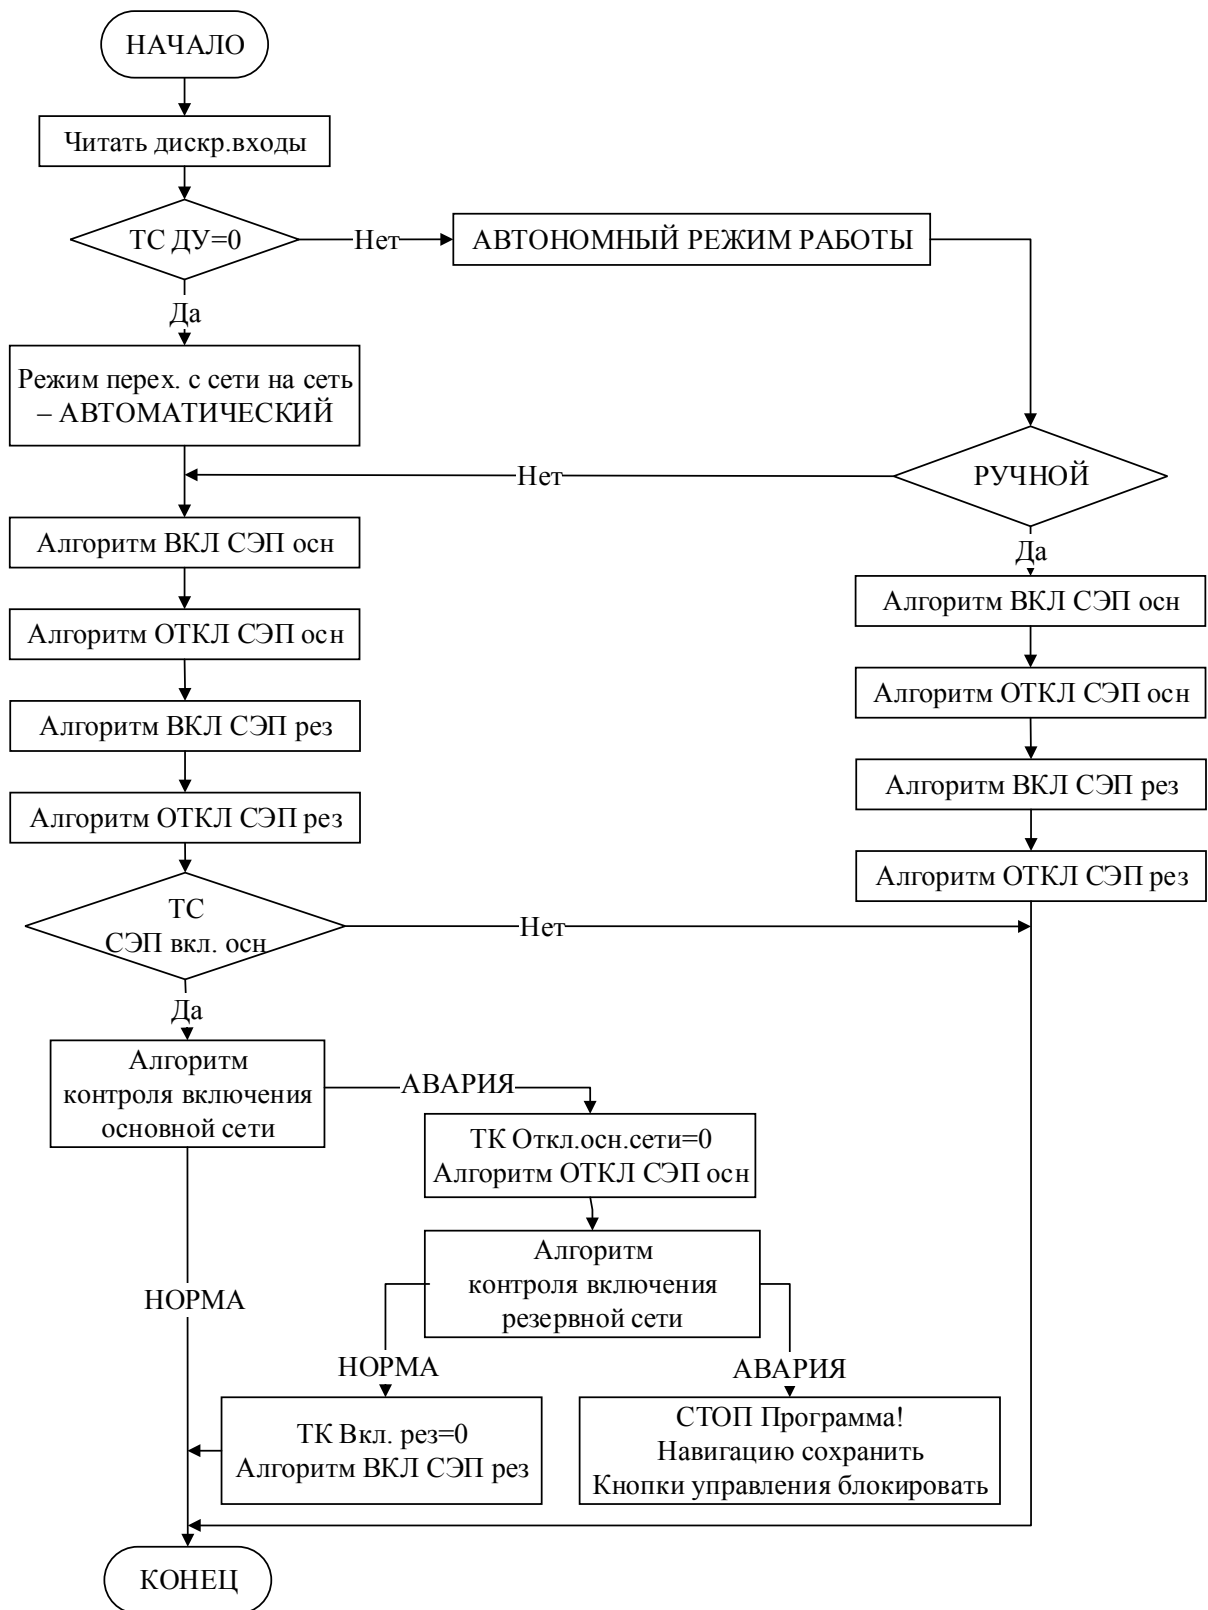 НАЧАЛО
Читать дискр.входы
ТС ДУ=0
Нет
АВТОНОМНЫЙ РЕЖИМ РАБОТЫ
Да
Режим перех. с сети на сеть
– АВТОМАТИЧЕСКИЙ
РУЧНОЙ
Нет
Да
Алгоритм ВКЛ СЭП осн
Алгоритм ОТКЛ СЭП осн
Алгоритм ВКЛ СЭП рез
Алгоритм ОТКЛ СЭП рез
Алгоритм ВКЛ СЭП осн
Алгоритм ОТКЛ СЭП осн
Алгоритм ВКЛ СЭП рез
Алгоритм ОТКЛ СЭП рез
ТС
СЭП вкл. осн
Нет
Да
Алгоритм
контроля включения
основной сети
АВАРИЯ
ТК Откл.осн.сети=0
Алгоритм ОТКЛ СЭП осн
Алгоритм
контроля включения
резервной сети
НОРМА
НОРМА
АВАРИЯ
ТК Вкл. рез=0
Алгоритм ВКЛ СЭП рез
СТОП Программа!
Навигацию сохранить
Кнопки управления блокировать
КОНЕЦ